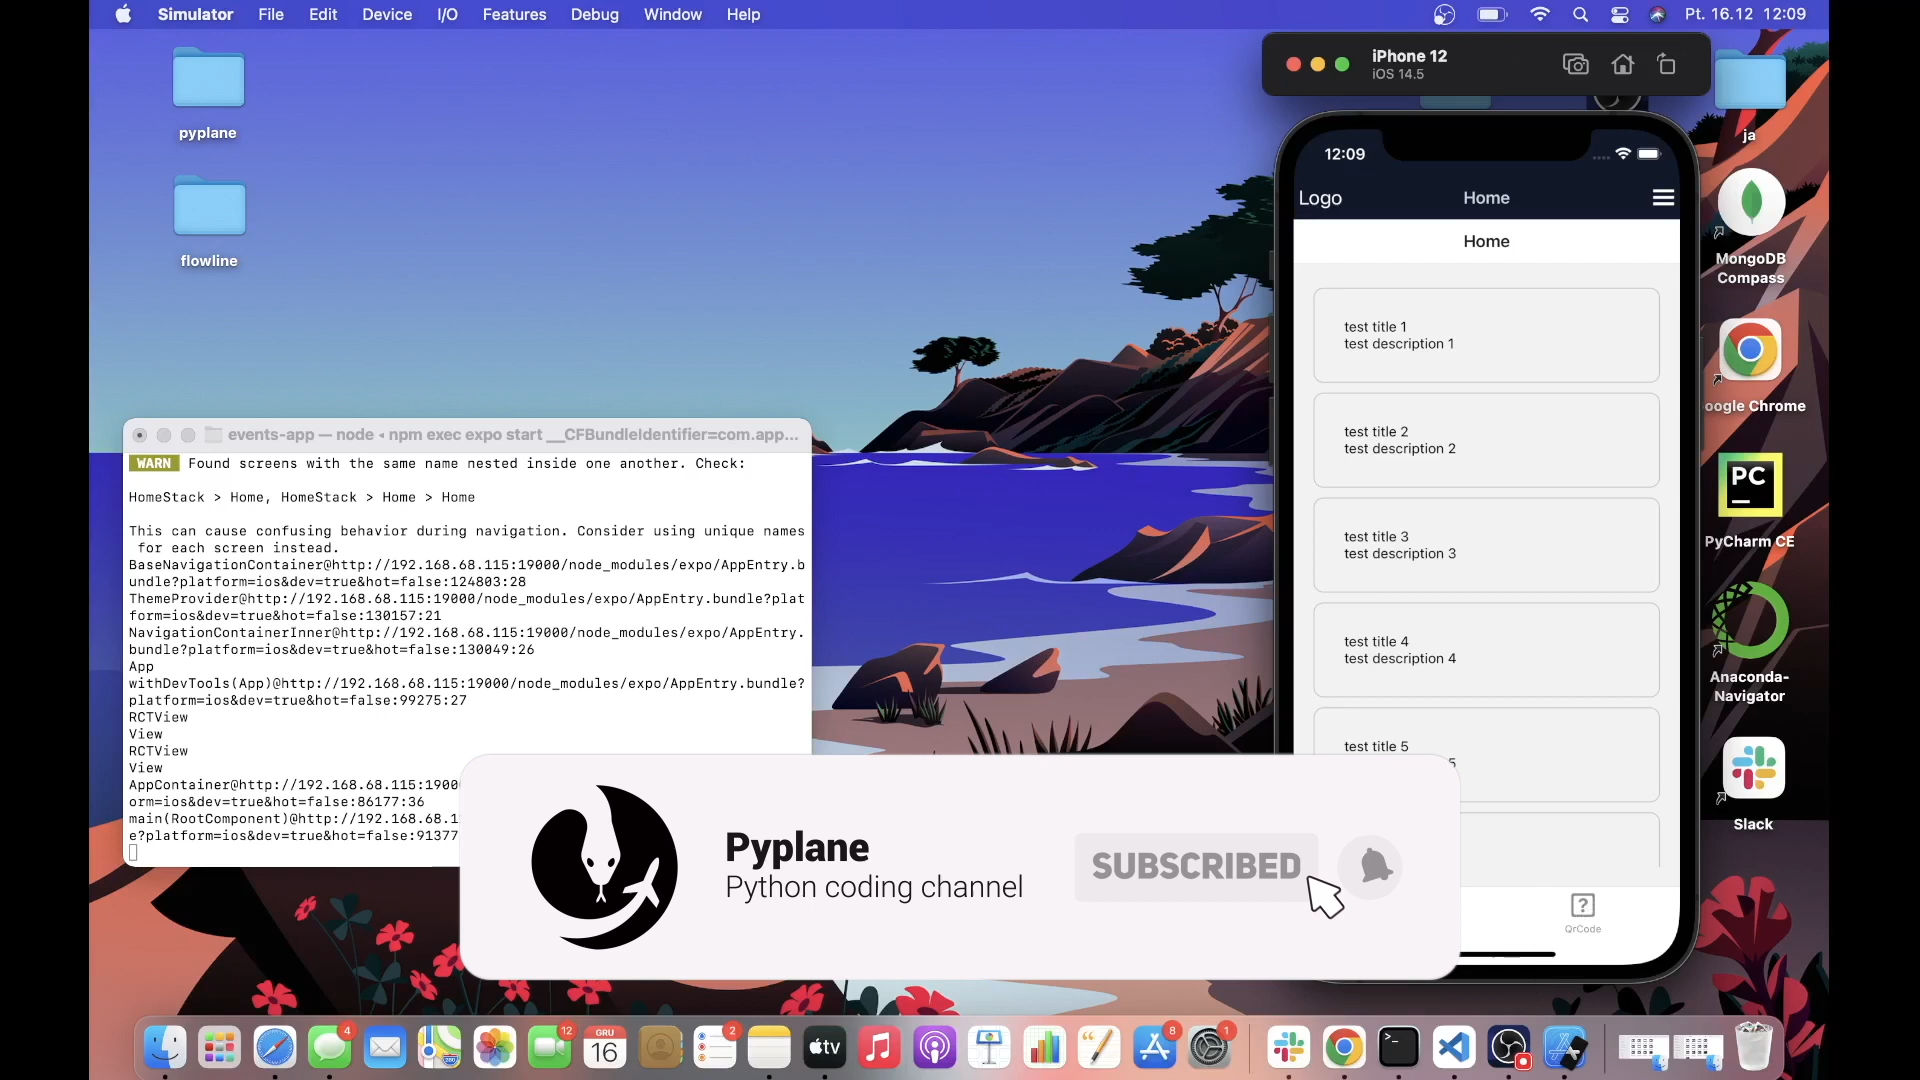 Simulator File Edit Device I/O Features Debug Window Help
Pt. 16.12 12:09
pyplane
flowline
events-app — node ◂ npm exec expo start __CFBundleIdentifier=com.app...
WARN Found screens with the same name nested inside one another. Check:
HomeStack > Home, HomeStack > Home > Home
This can cause confusing behavior during navigation. Consider using unique names
for each screen instead.
BaseNavigationContainer@http://192.168.68.115:19000/node_modules/expo/AppEntry.b
undle?platform=ios&dev=true&hot=false:124803:28
ThemeProvider@http://192.168.68.115:19000/node_modules/expo/AppEntry.bundle?plat
form=ios&dev=true&hot=false:130157:21
NavigationContainerInner@http://192.168.68.115:19000/node_modules/expo/AppEntry.
bundle?platform=ios&dev=true&hot=false:130049:26
App
withDevTools(App)@http://192.168.68.115:19000/node_modules/expo/AppEntry.bundle?
platform=ios&dev=true&hot=false:99275:27
RCTView
View
RCTView
View
AppContainer@http://192.168.68.115:1900
orm=ios&dev=true&hot=false:86177:36
main(RootComponent)@http://192.168.68.1
e?platform=ios&dev=true&hot=false:91377
iPhone 12
iOS 14.5
12:09
Logo Home
Home
test title 1
test description 1
test title 2
test description 2
test title 3
test description 3
test title 4
test description 4
test title 5
5
QrCode
ja
MongoDB
Compass
oogle Chrome
PC
PyCharm CE
Anaconda-
Navigator
Slack
Pyplane
Python coding channel
SUBSCRIBED
4
12
GRU
16
2
tv
8
1